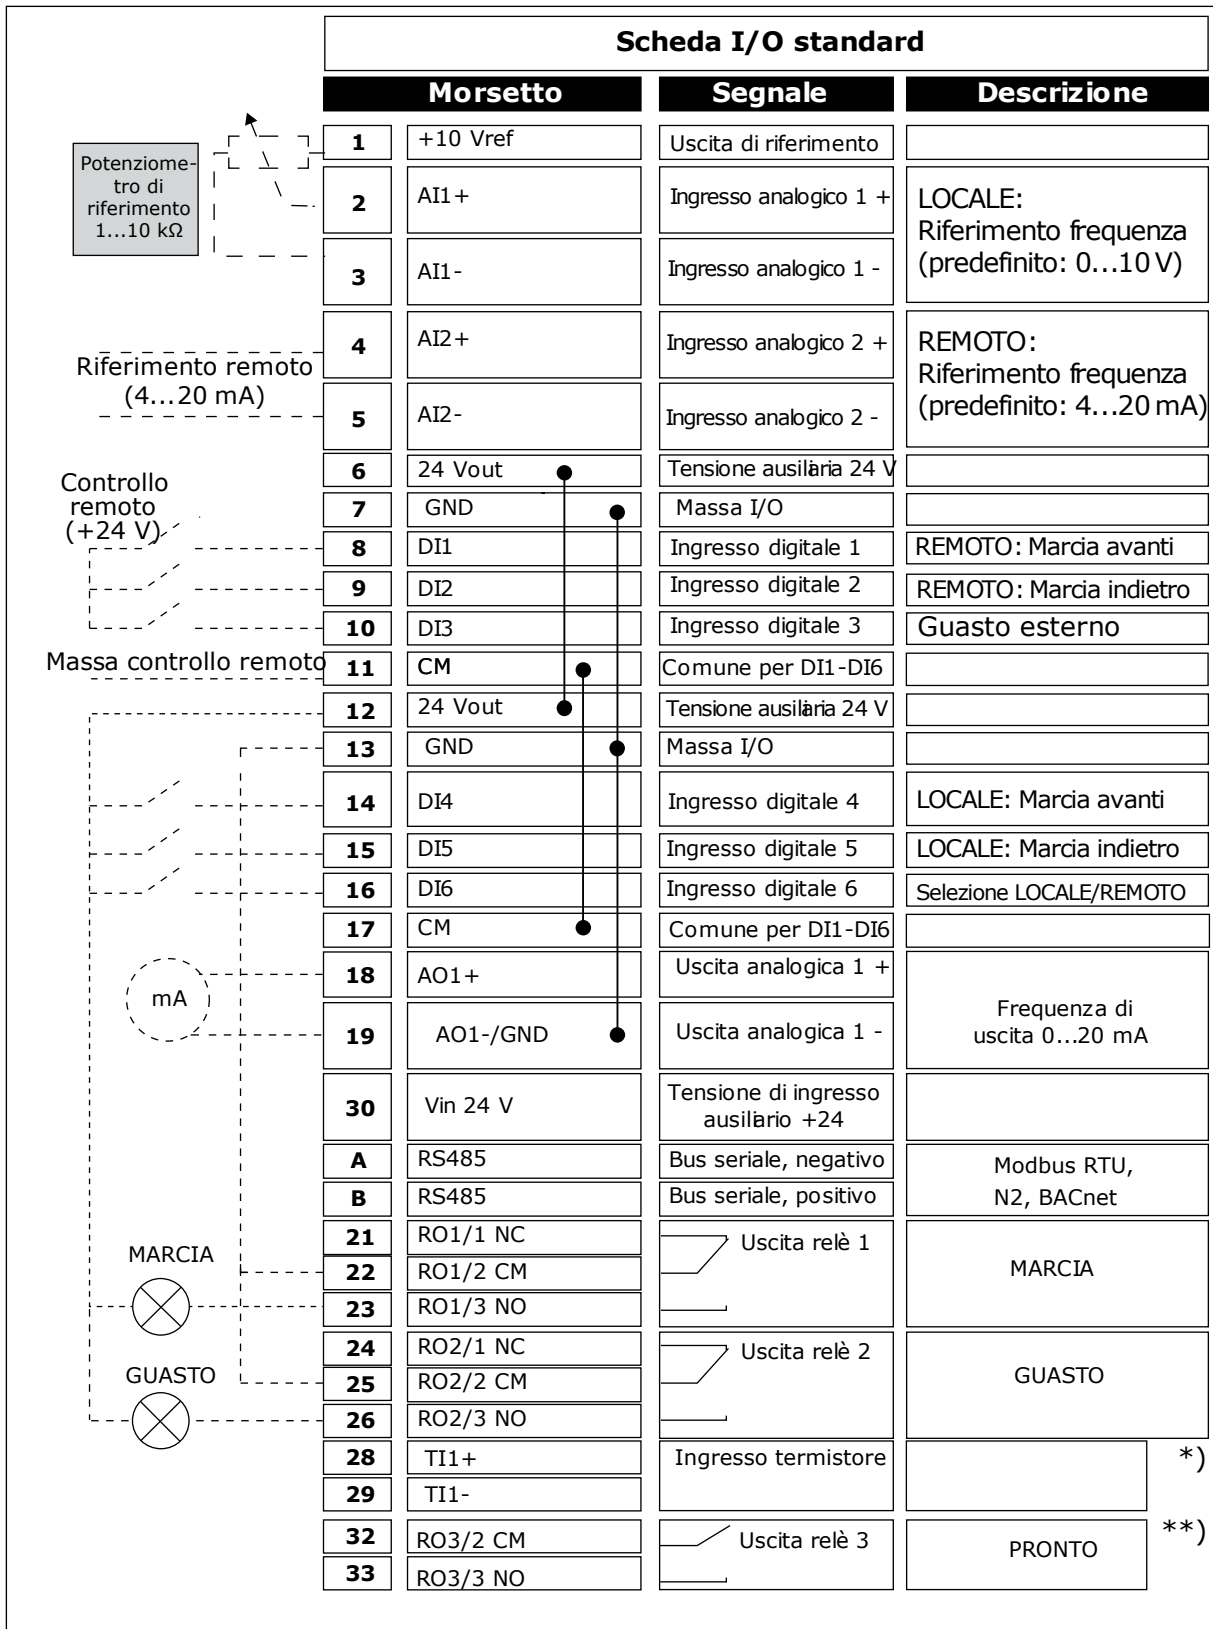 Scheda I/O standard
Morsetto Segnale Descrizione
Potenziome-
tro di
riferimento
1...10 kΩ
1 +10 Vref Uscita di riferimento
2 AI1+ Ingresso analogico 1 +
3 AI1- Ingresso analogico 1 -
LOCALE:
Riferimento frequenza
(predefinito: 0...10 V)
Riferimento remoto
(4...20 mA)
4 AI2+ Ingresso analogico 2 +
5 AI2- Ingresso analogico 2 -
REMOTO:
Riferimento frequenza
(predefinito: 4...20 mA)
Controllo
remoto
(+24 V)
6 24 Vout Tensione ausiliaria 24 V
7 GND Massa I/O
8 DI1 Ingresso digitale 1 REMOTO: Marcia avanti
9 DI2 Ingresso digitale 2 REMOTO: Marcia indietro
10 DI3 Ingresso digitale 3 Guasto esterno
Massa controllo remoto
11 CM Comune per DI1-DI6
12 24 Vout Tensione ausiliaria 24 V
13 GND Massa I/O
14 DI4 Ingresso digitale 4 LOCALE: Marcia avanti
15 DI5 Ingresso digitale 5 LOCALE: Marcia indietro
16 DI6 Ingresso digitale 6 Selezione LOCALE/REMOTO
17 CM Comune per DI1-DI6
mA
18 AO1+ Uscita analogica 1 +
19 AO1-/GND Uscita analogica 1 -
Frequenza di
uscita 0...20 mA
30 Vin 24 V Tensione di ingresso
ausiliario +24
A RS485 Bus seriale, negativo
B RS485 Bus seriale, positivo
Modbus RTU,
N2, BACnet
MARCIA
21 RO1/1 NC Uscita relè 1
22 RO1/2 CM MARCIA
23 RO1/3 NO
GUASTO
24 RO2/1 NC Uscita relè 2
25 RO2/2 CM GUASTO
26 RO2/3 NO
28 TI1+ Ingresso termistore *)
29 TI1-
32 RO3/2 CM Uscita relè 3 PRONTO **)
33 RO3/3 NO